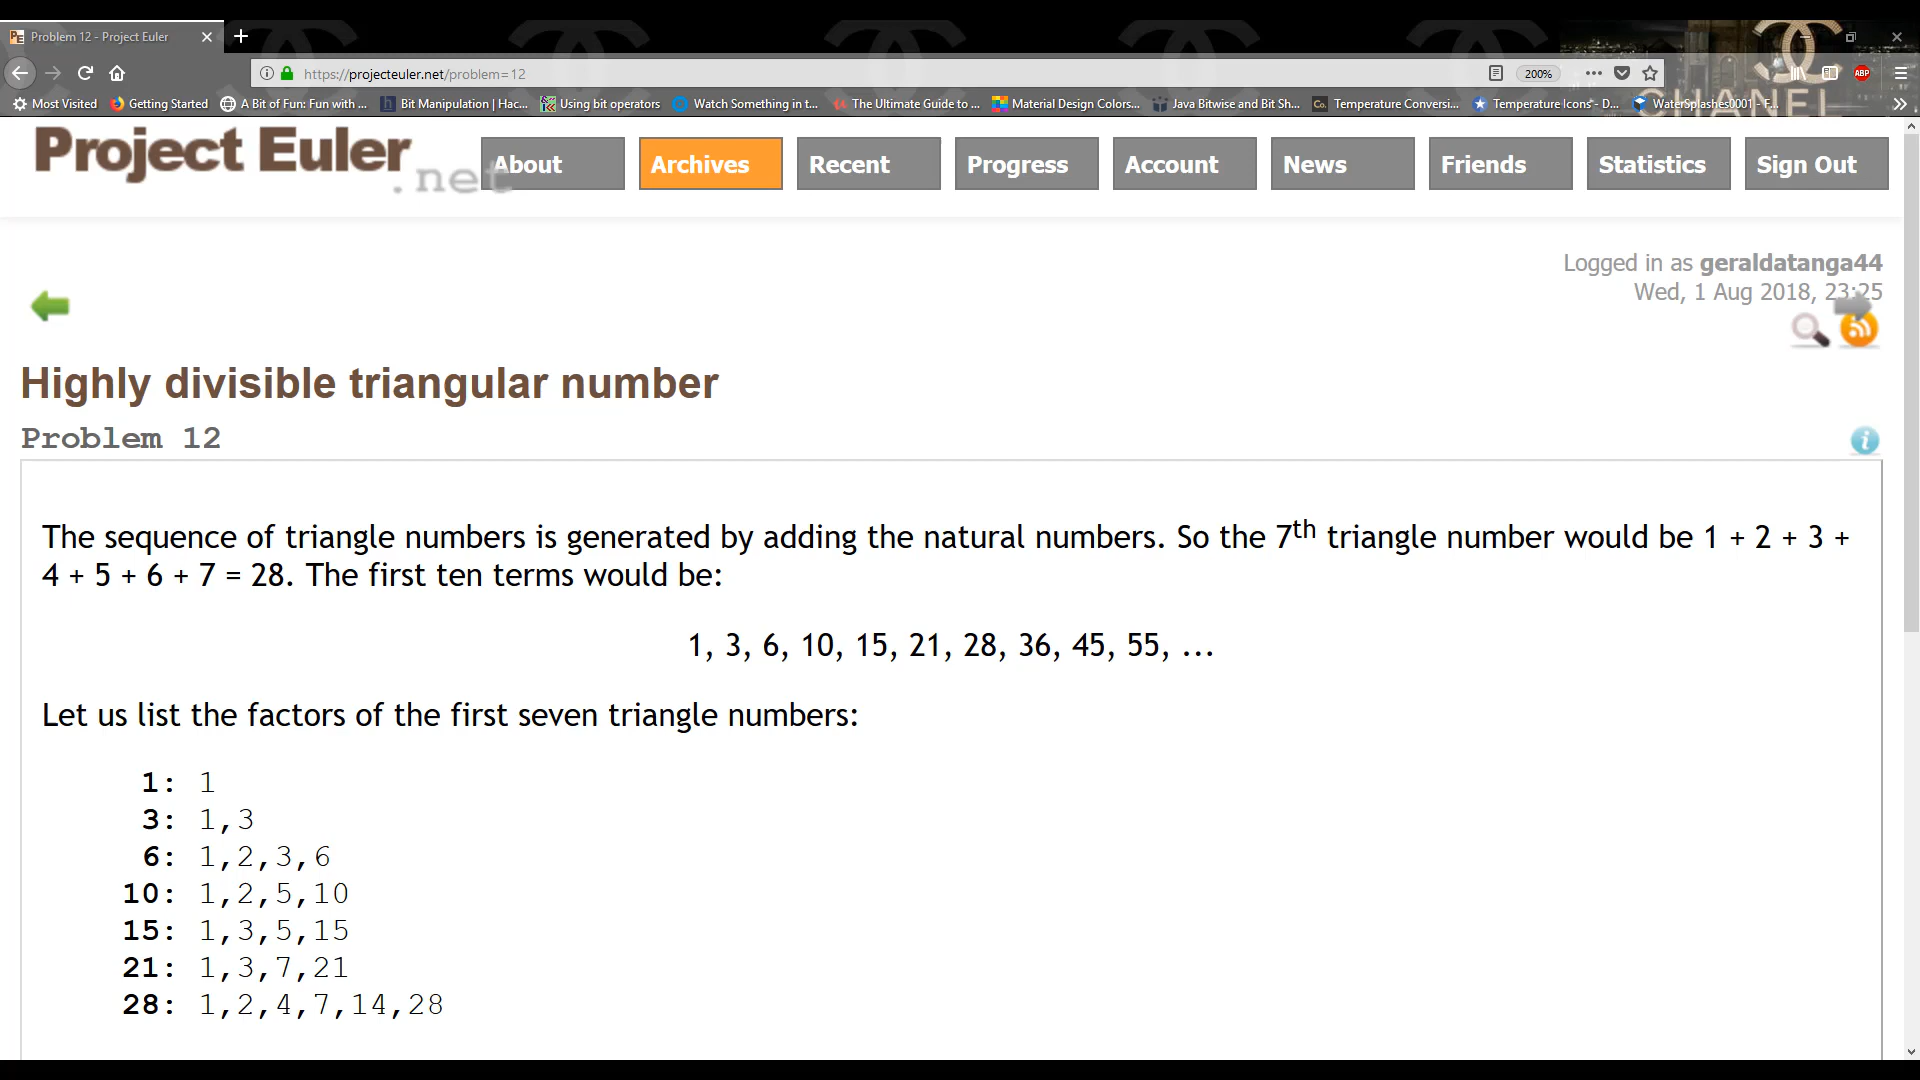 Problem 12 - Project Euler
https://projecteuler.net/problem=12
200%
ABP
Most Visited
Getting Started
A Bit of Fun: Fun with ...
Bit Manipulation | Hac...
Using bit operators
Watch Something in t...
The Ultimate Guide to ...
Material Design Colors...
Java Bitwise and Bit Sh...
Temperature Conversi...
Temperature Icons - D...
WaterSplashes0001 - F...
CHANEL
Project Euler
.net
About
Archives
Recent
Progress
Account
News
Friends
Statistics
Sign Out
Logged in as geraldatanga44
Wed, 1 Aug 2018, 23:25
Highly divisible triangular number
Problem 12
The sequence of triangle numbers is generated by adding the natural numbers. So the 7th triangle number would be 1 + 2 + 3 +
4 + 5 + 6 + 7 = 28. The first ten terms would be:
1, 3, 6, 10, 15, 21, 28, 36, 45, 55, ...
Let us list the factors of the first seven triangle numbers:
1: 1
3: 1,3
6: 1,2,3,6
10: 1,2,5,10
15: 1,3,5,15
21: 1,3,7,21
28: 1,2,4,7,14,28